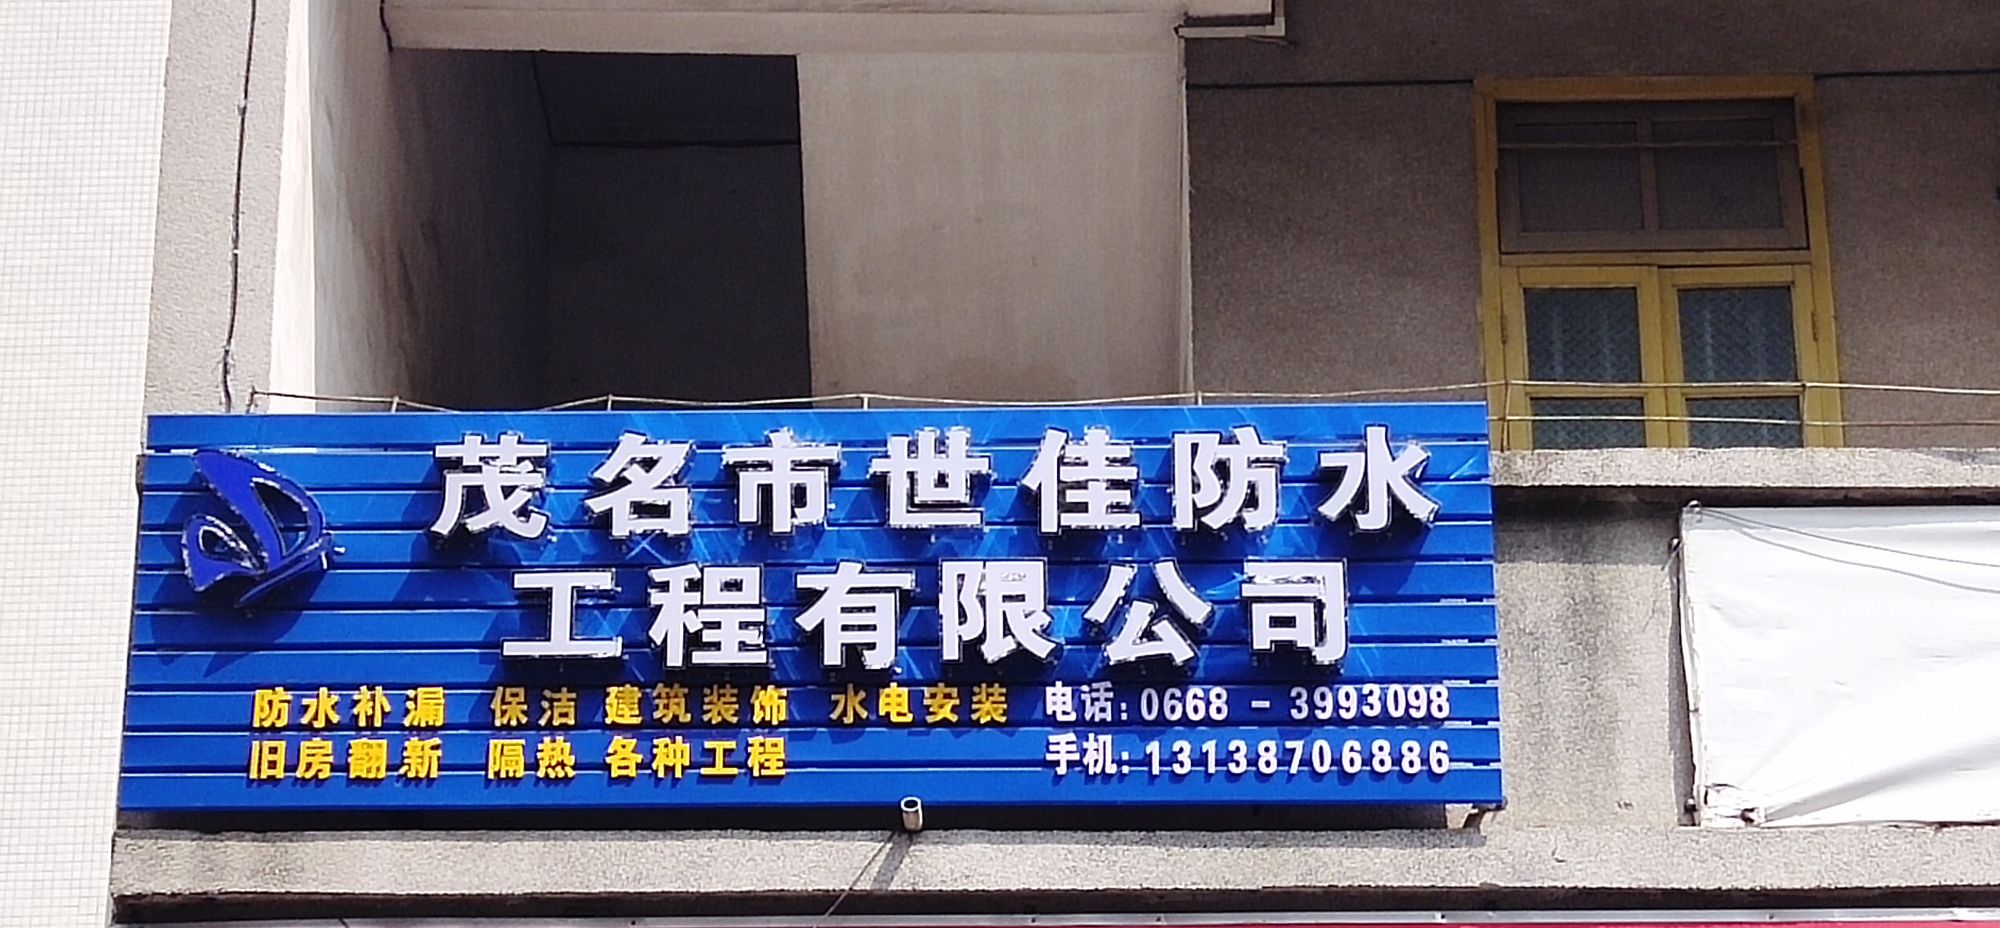 茂名市世佳防水
工程有限公司
防水补漏 保洁 建筑装饰 水电安装 电话:0668-3993098
旧房翻新 隔热 各种工程 手机:13138706886